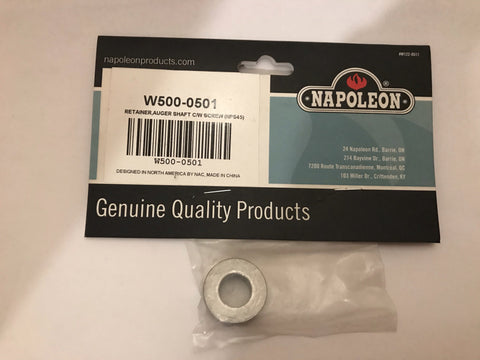 napoleonproducts.com
#W532-0011
W500-0501
RETAINER,AUGER SHAFT C/W SCREW (NPS45)
W500-0501
DESIGNED IN NORTH AMERICA BY NAC, MADE IN CHINA
NAPOLEON
24 Napoleon Rd., Barrie, ON
214 Bayview Dr., Barrie, ON
7200 Route Transcanadienne, Montreal, QC
103 Miller Dr., Crittenden, KY
Genuine Quality Products